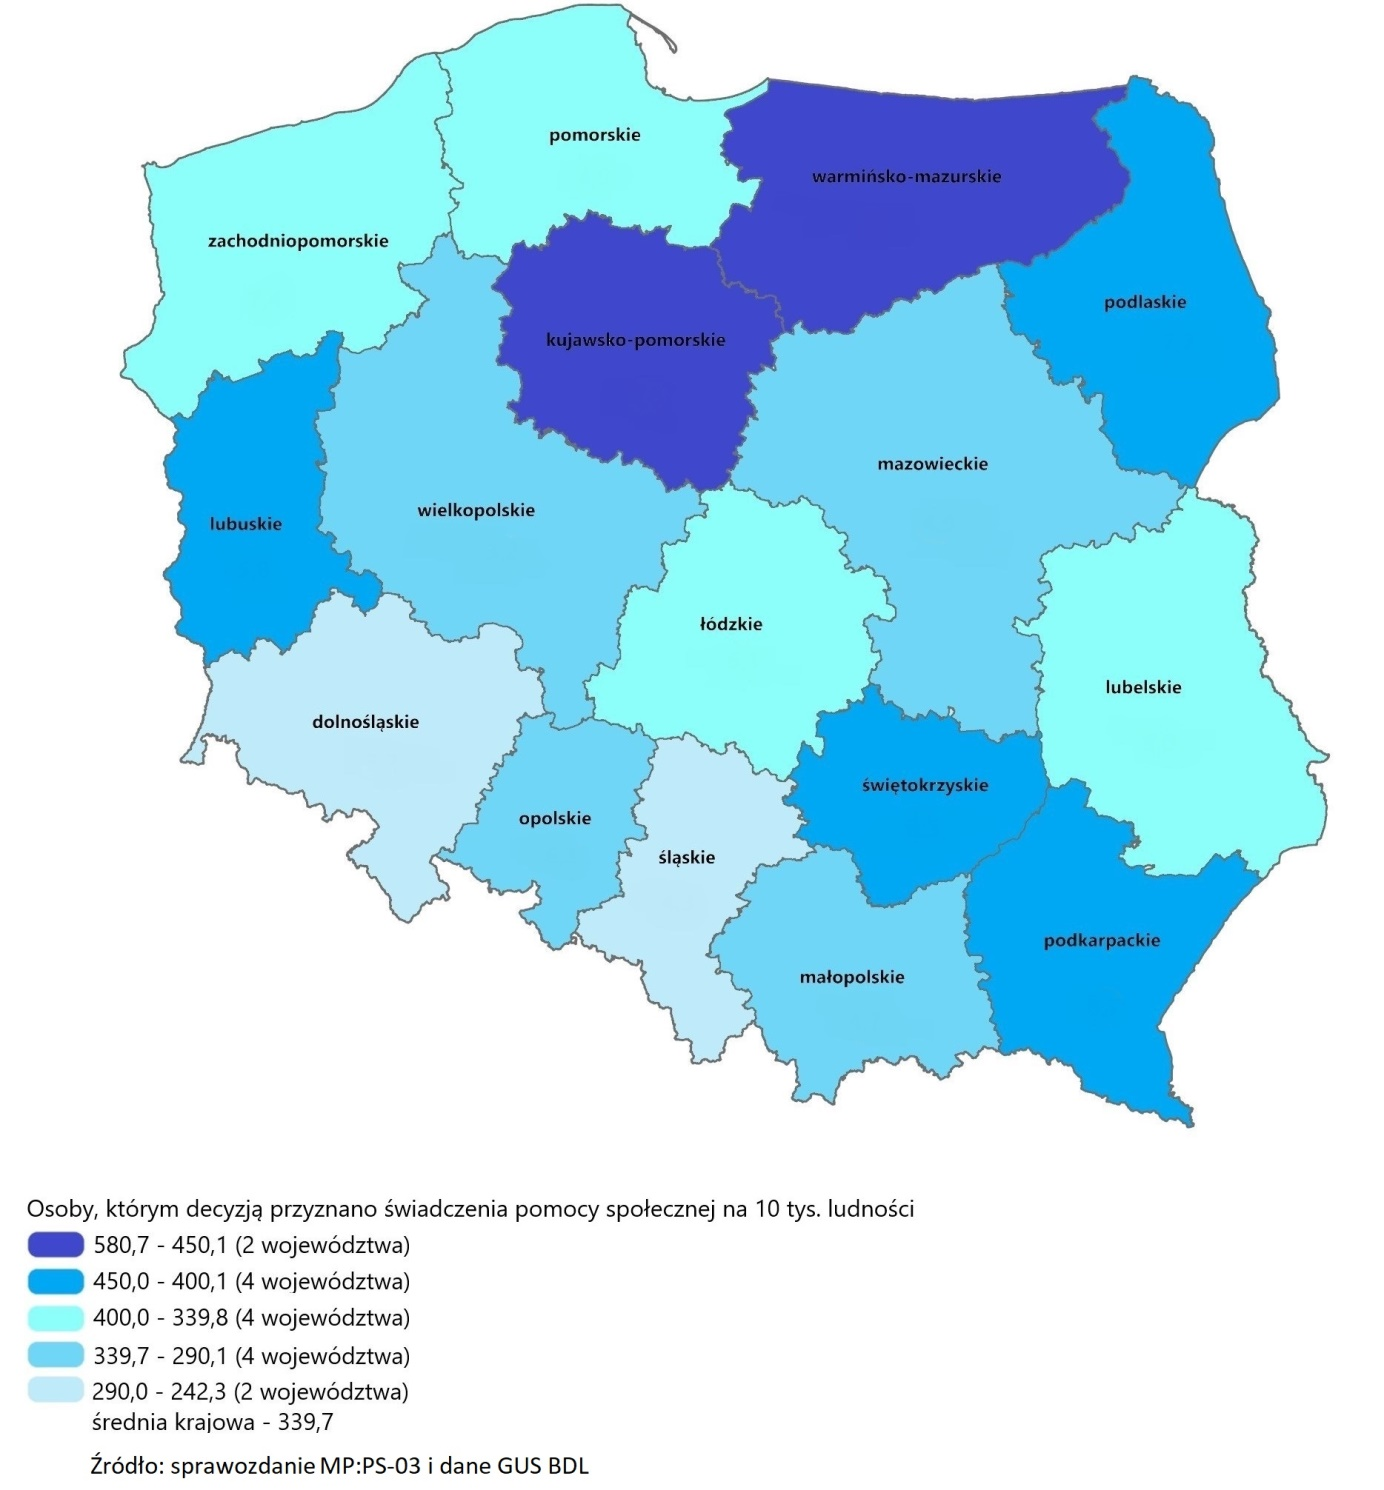 pomorskie
warmińsko-mazurskie
zachodniopomorskie
podlaskie
kujawsko-pomorskie
mazowieckie
wielkopolskie
lubuskie
łódzkie
lubelskie
dolnośląskie
świętokrzyskie
opolskie
śląskie
podkarpackie
małopolskie
Osoby, którym decyzją przyznano świadczenia pomocy społecznej na 10 tys. ludności
580,7 - 450,1 (2 województwa)
450,0 - 400,1 (4 województwa)
400,0 - 339,8 (4 województwa)
339,7 - 290,1 (4 województwa)
290,0 - 242,3 (2 województwa)
średnia krajowa - 339,7
Źródło: sprawozdanie MP:PS-03 i dane GUS BDL